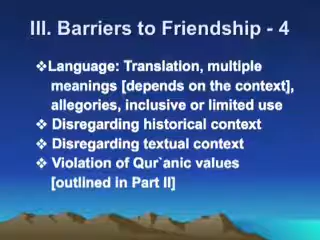 III. Barriers to Friendship - 4
❖Language: Translation, multiple
meanings [depends on the context],
allegories, inclusive or limited use
❖ Disregarding historical context
❖ Disregarding textual context
❖ Violation of Qur`anic values
[outlined in Part II]